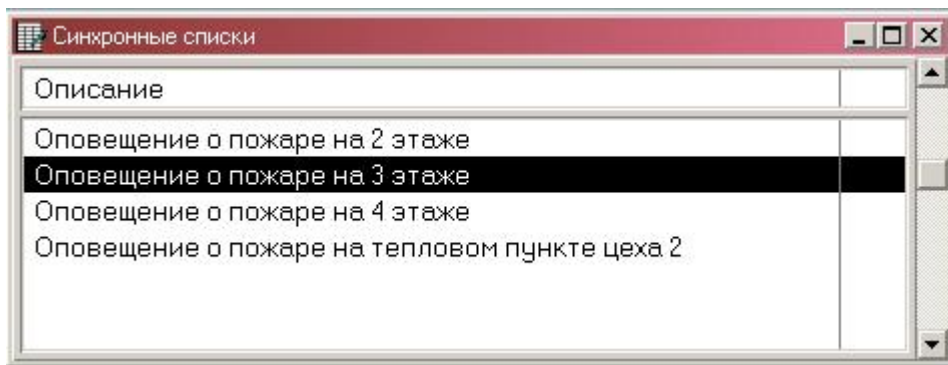 Синхронные списки
Описание
Оповещение о пожаре на 2 этаже
Оповещение о пожаре на 3 этаже
Оповещение о пожаре на 4 этаже
Оповещение о пожаре на тепловом пункте цеха 2